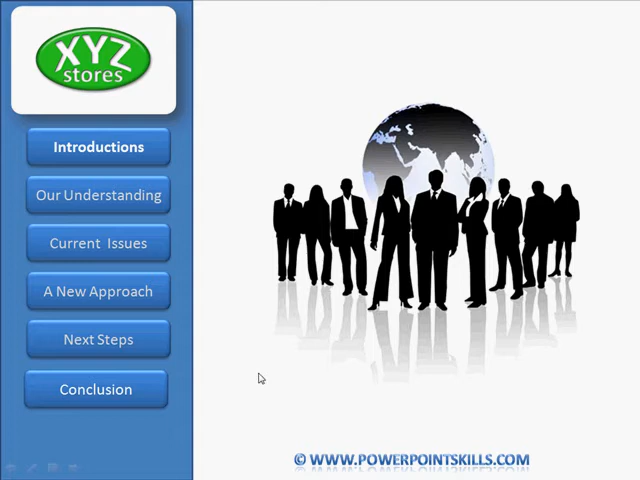 XYZ
stores
Introductions
Our Understanding
Current Issues
A New Approach
Next Steps
Conclusion
© WWW.POWERPOINTSKILLS.COM